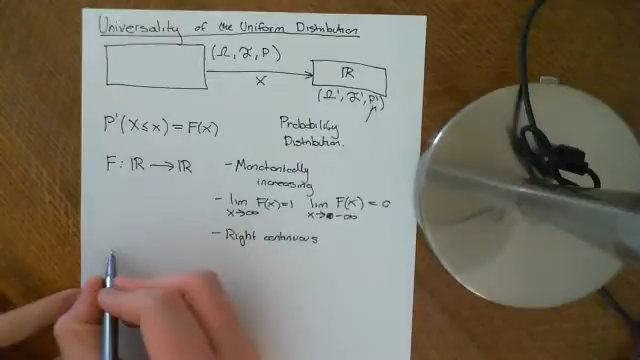 Universality of the Uniform Distribution
(Ω, ℱ, P)
X
ℝ
(Ω', ℱ', P')
P'(X ≤ x) = F(x)
Probability
Distribution.
F: ℝ → ℝ
- Monotonically
increasing
- lim F(x) = 1 lim F(x) = 0
x→∞ x→-∞
- Right continuous